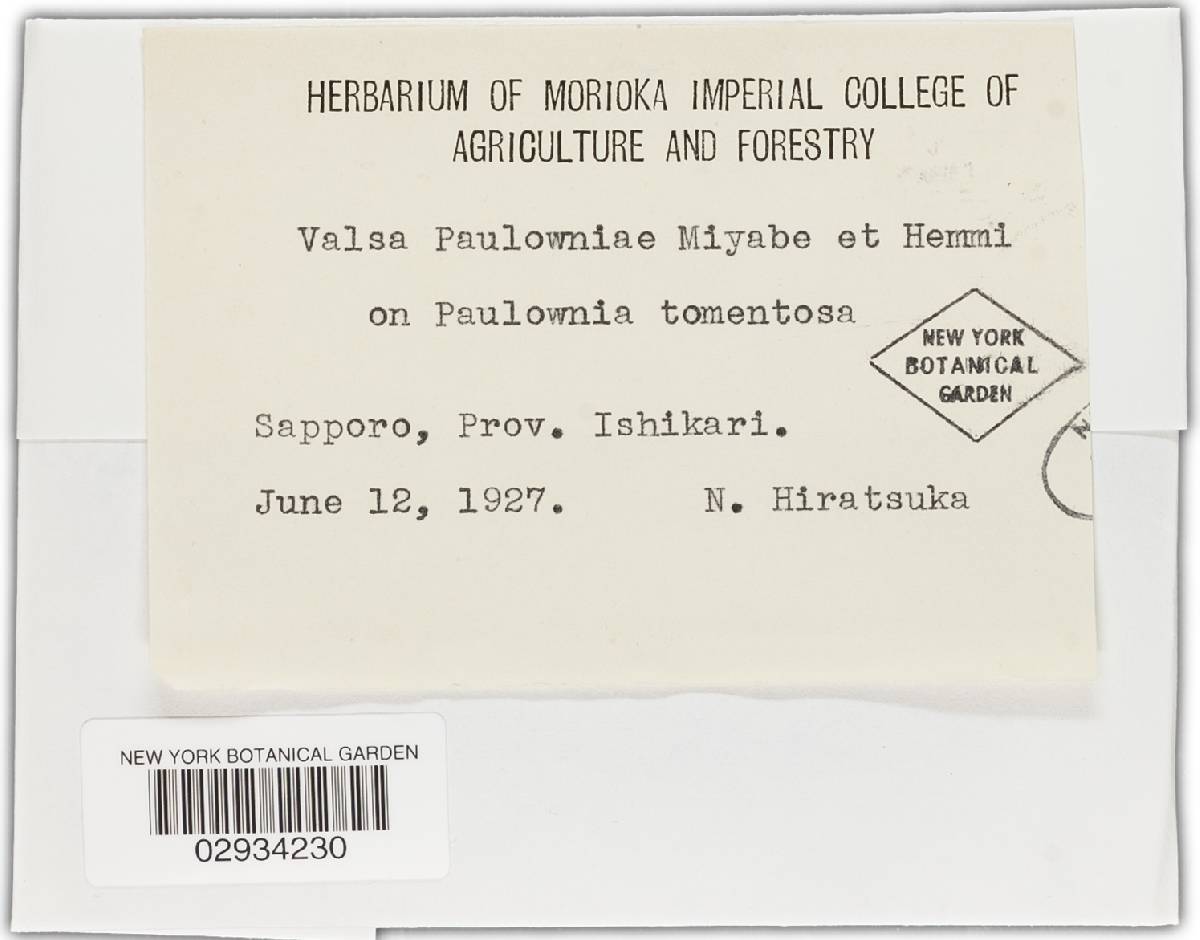 HERBARIUM OF MORIOKA IMPERIAL COLLEGE OF
AGRICULTURE AND FORESTRY
Valsa Paulowniae Miyabe et Hemmi
on Paulownia tomentosa
NEW YORK
BOTANICAL
GARDEN
Sapporo, Prov. Ishikari.
June 12, 1927. N. Hiratsuka
NEW YORK BOTANICAL GARDEN
02934230